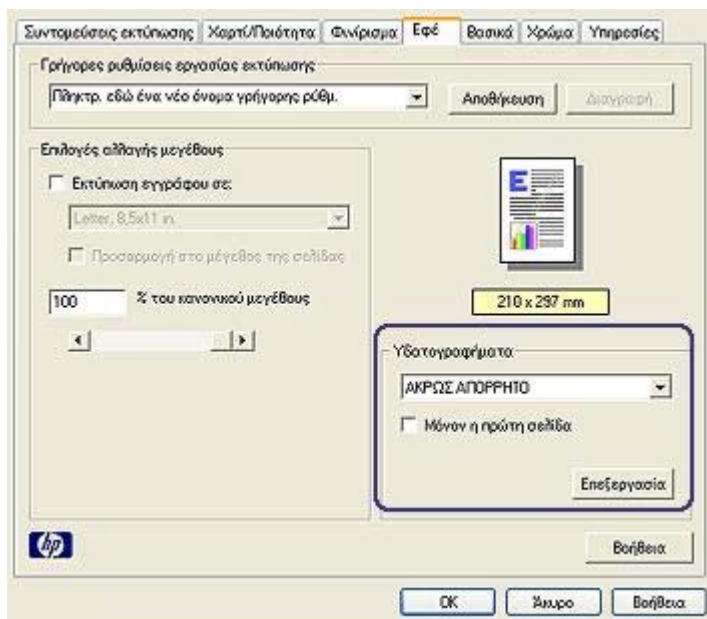 Συντομεύσεις εκτύπωσης Χαρτί/Ποιότητα Φινίρισμα Εφέ Βασικά Χρώμα Υπηρεσίες
Γρήγορες ρυθμίσεις εργασίας εκτύπωσης
Πληκτρ. εδώ ένα νέο όνομα γρήγορης ρύθμ. Αποθήκευση Διαγραφή
Επιλογές αλλαγής μεγέθους
Εκτύπωση εγγράφου σε:
Letter, 8,5x11 in.
Προσαρμογή στο μέγεθος της σελίδας
100 % του κανονικού μεγέθους
E
210 x 297 mm
Υδατογραφήματα
ΑΚΡΩΣ ΑΠΟΡΡΗΤΟ
Μόνον η πρώτη σελίδα
Επεξεργασία
hp
Βοήθεια
OK Άκυρο Βοήθεια